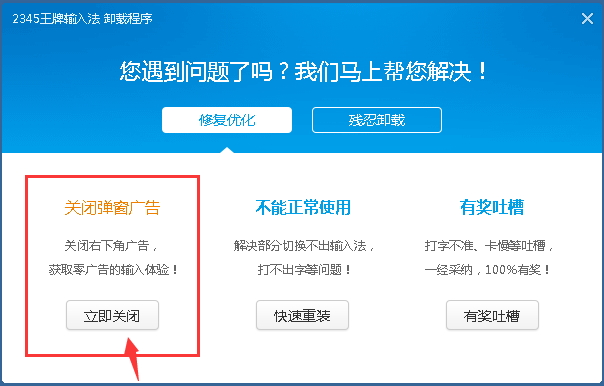 2345王牌输入法 卸载程序
您遇到问题了吗？我们马上帮您解决！
修复优化 残忍卸载
关闭弹窗广告 不能正常使用 有奖吐槽
关闭右下角广告， 解决部分切换不出输入法， 打字不准、卡慢等吐槽，
获取零广告的输入体验！ 打不出字等问题！ 一经采纳，100%有奖！
立即关闭 快速重装 有奖吐槽